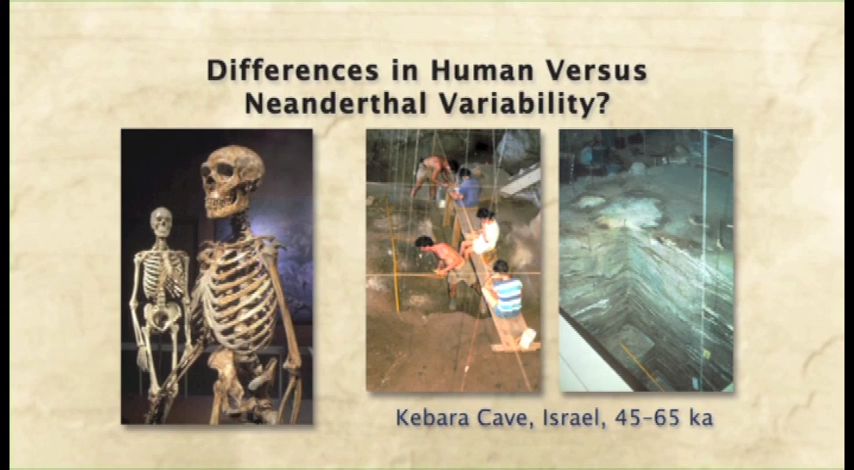 Differences in Human Versus
Neanderthal Variability?
Kebara Cave, Israel, 45–65 ka